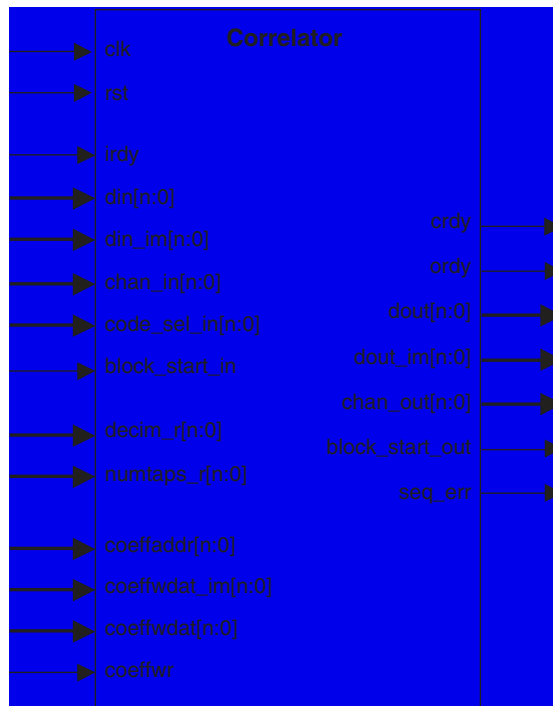 Correlator
clk
rst
irdy
din[n:0]
din_im[n:0]
chan_in[n:0]
code_sel_in[n:0]
block_start_in
decim_r[n:0]
numtaps_r[n:0]
coeffaddr[n:0]
coeffwdat_im[n:0]
coeffwdat[n:0]
coeffwr
crdy
ordy
dout[n:0]
dout_im[n:0]
chan_out[n:0]
block_start_out
seq_err